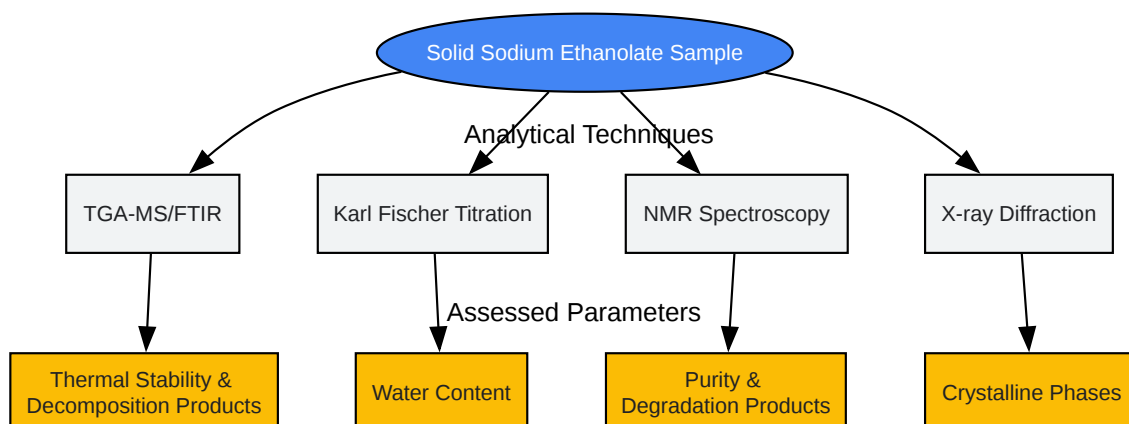 Solid Sodium Ethanolate Sample
Analytical Techniques
TGA-MS/FTIR
Karl Fischer Titration
NMR Spectroscopy
X-ray Diffraction
Assessed Parameters
Thermal Stability &
Decomposition Products
Water Content
Purity &
Degradation Products
Crystalline Phases